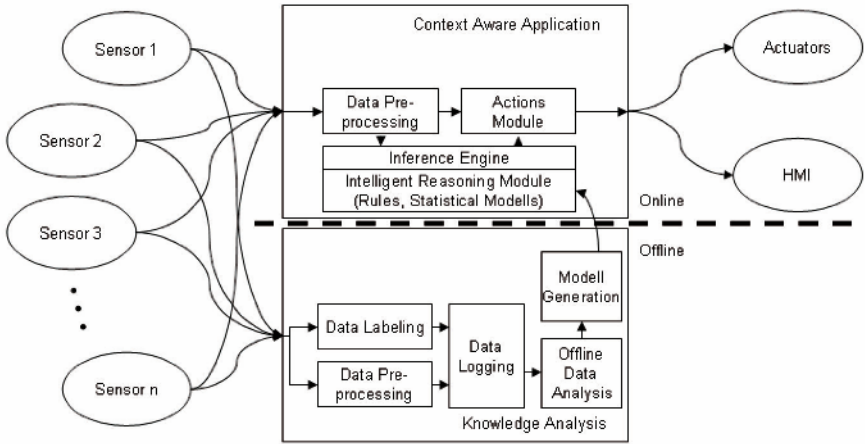 Sensor 1
Sensor 2
Sensor 3
Sensor n
Context Aware Application
Data Pre-
processing
Actions
Module
Inference Engine
Intelligent Reasoning Module
(Rules, Statistical Modells)
Online
Actuators
HMI
Offline
Modell
Generation
Data Labeling
Data Pre-
processing
Data
Logging
Offline
Data
Analysis
Knowledge Analysis